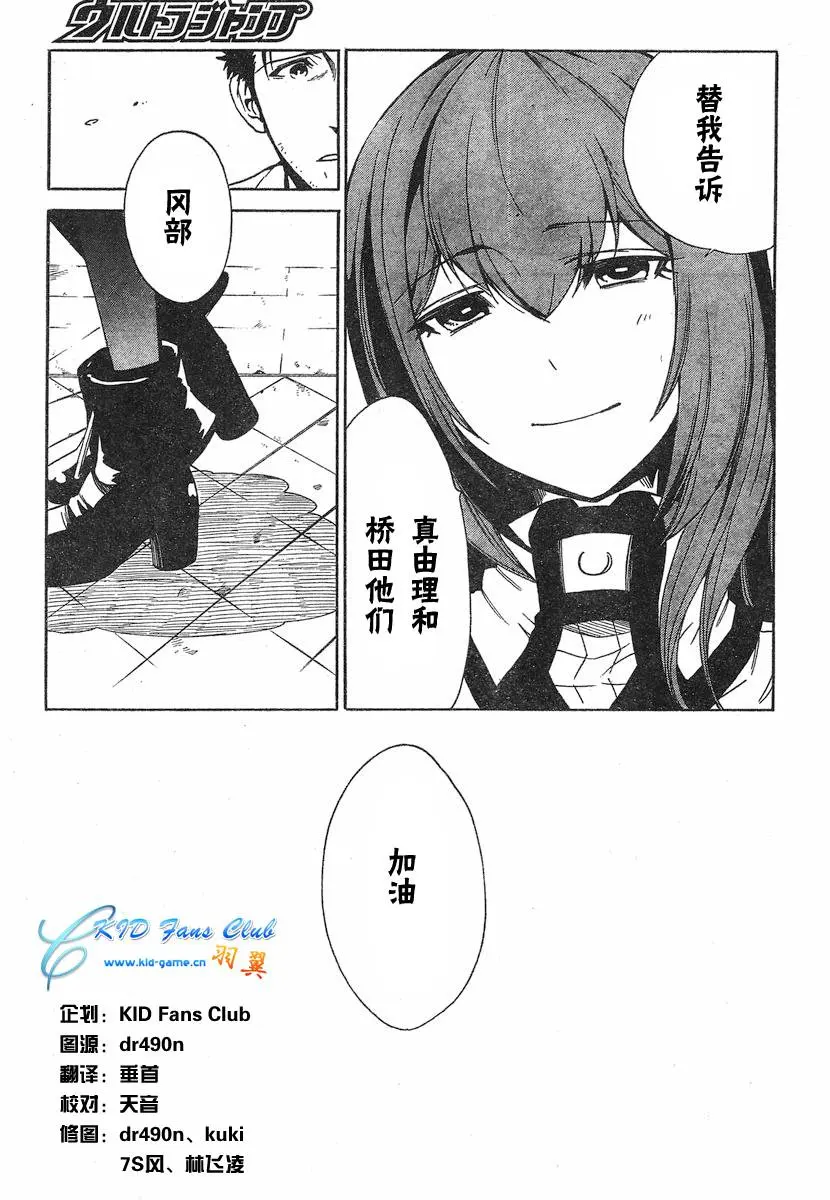 ウルトラジャンプ
替我告诉
真由理和
桥田他们
冈部
加油
KID Fans Club
www.kid-game.cn 羽翼
企划：KID Fans Club
图源：dr490n
翻译：垂首
校对：天音
修图：dr490n、kuki
7S风、林飞凌